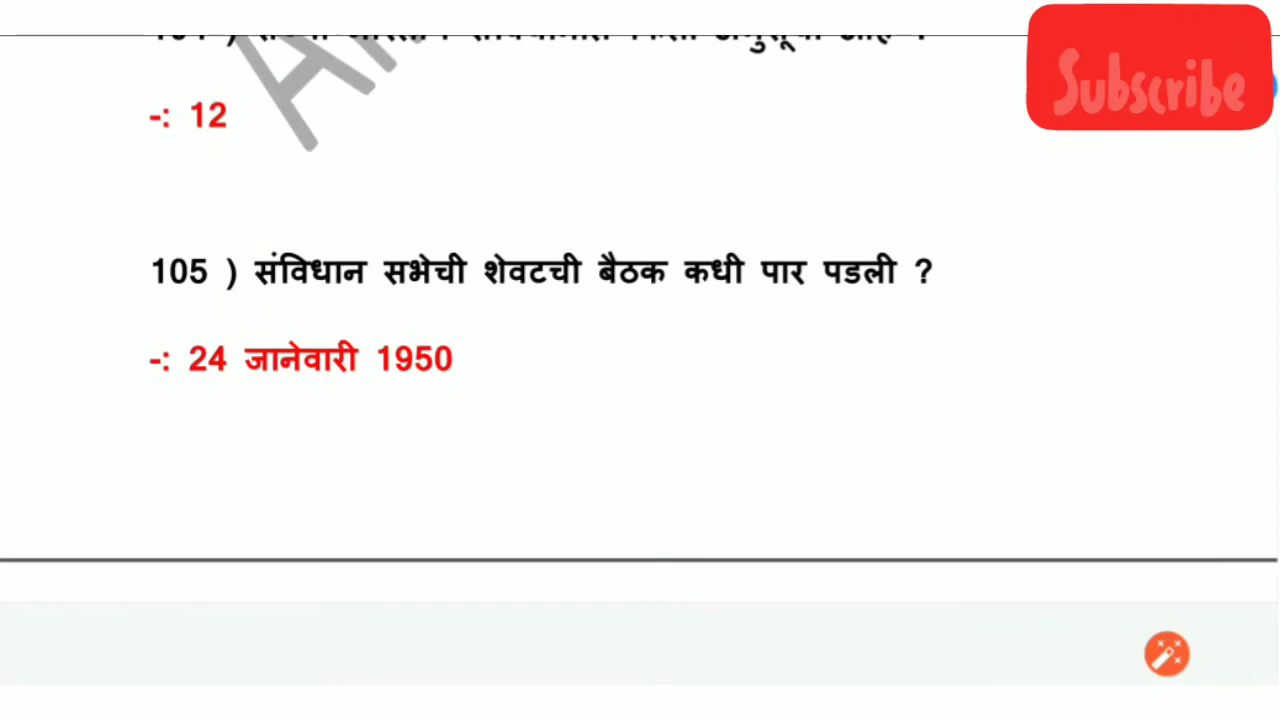 Subscribe
-: 12
105 ) संविधान सभेची शेवटची बैठक कधी पार पडली ?
-: 24 जानेवारी 1950